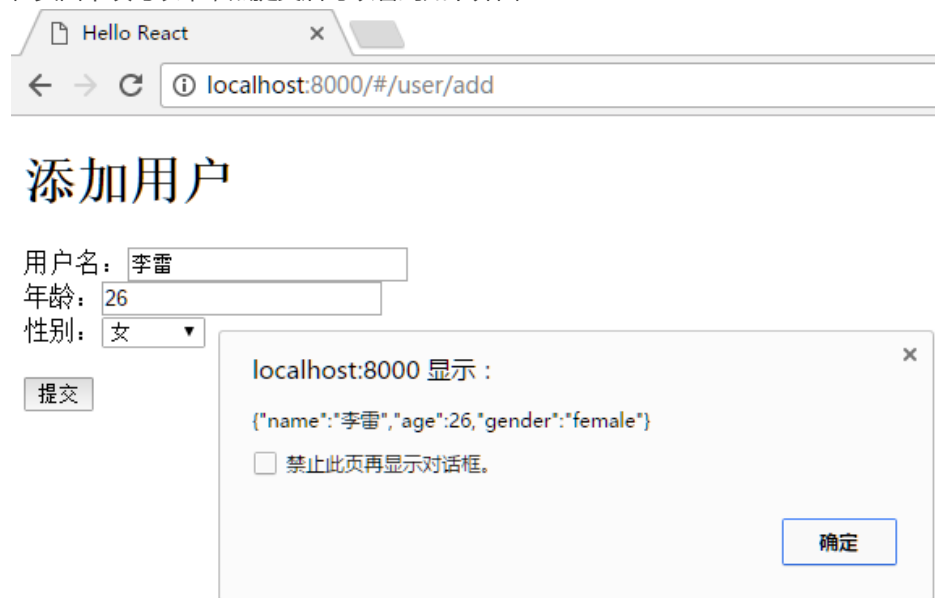 Hello React
localhost:8000/#/user/add
添加用户
用户名：李雷
年龄：26
性别：女
提交
localhost:8000 显示：
{"name":"李雷","age":26,"gender":"female"}
禁止此页再显示对话框。
确定